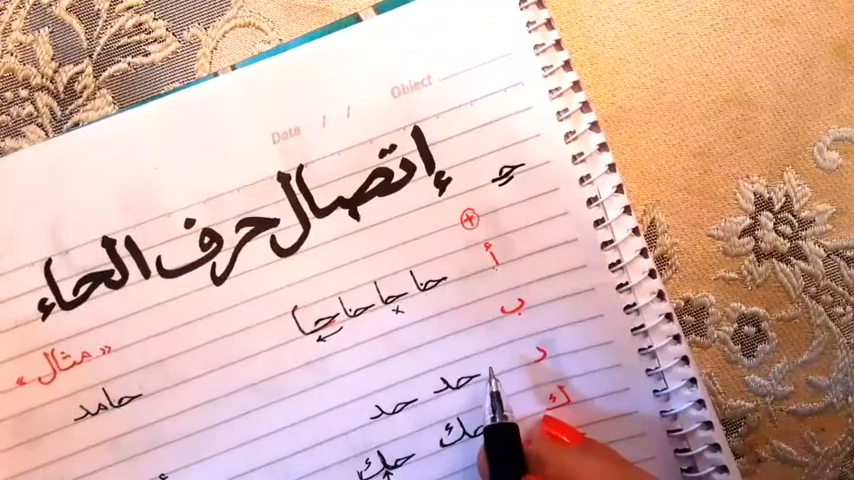 Date / / Object
إتصال حرف الحاء
أ
حا حا حا حا
ب
« مثال »
د
حد حد
حامد
ك
حك حك